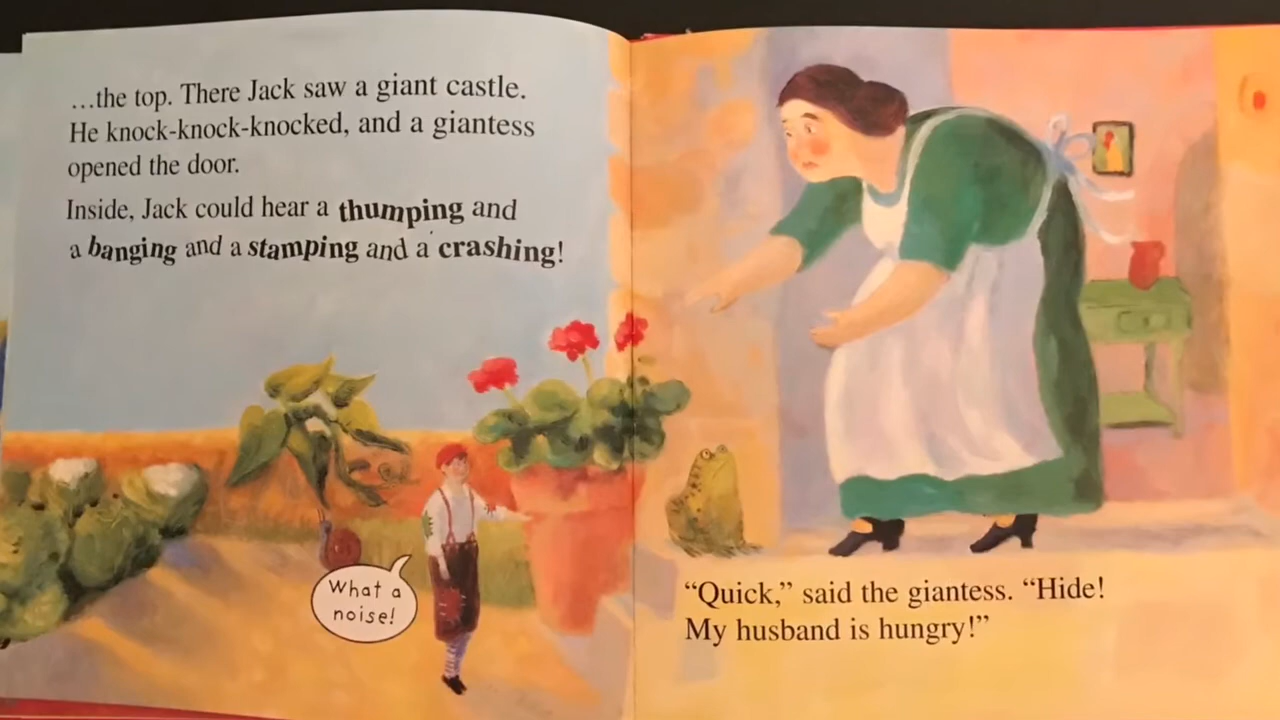 …the top. There Jack saw a giant castle.
He knock-knock-knocked, and a giantess
opened the door.
Inside, Jack could hear a thumping and
a banging and a stamping and a crashing!
What a
noise!
“Quick,” said the giantess. “Hide!
My husband is hungry!”